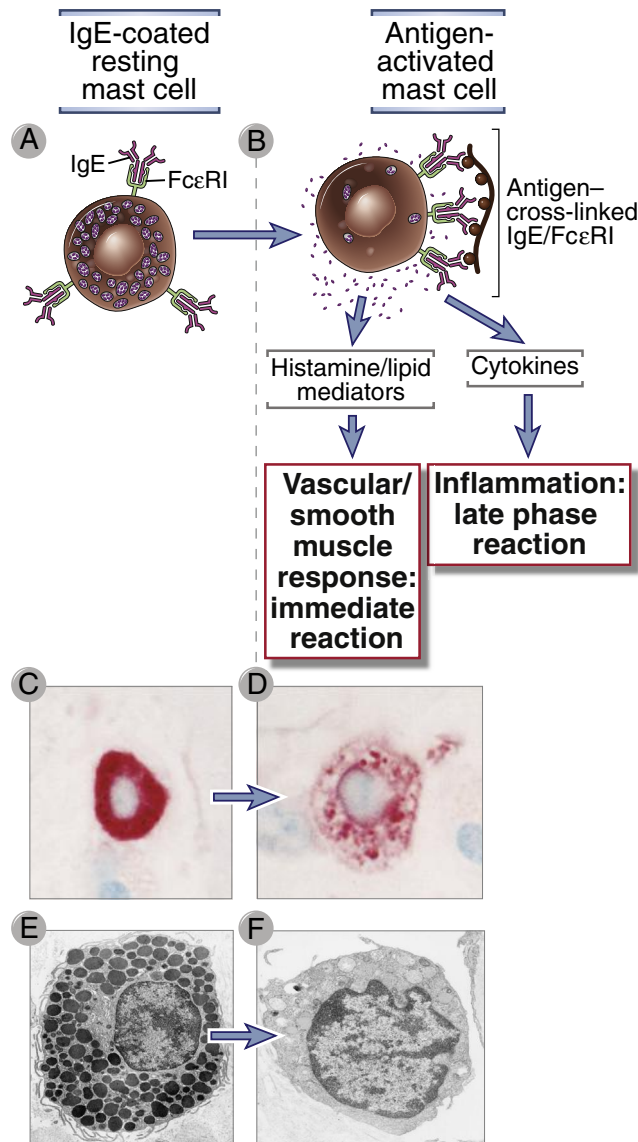 IgE-coated
resting
mast cell
Antigen-
activated
mast cell
A
B
IgE
FcεRI
Antigen–
cross-linked
IgE/FcεRI
Histamine/lipid
mediators
Cytokines
Vascular/
smooth
muscle
response:
immediate
reaction
Inflammation:
late phase
reaction
C
D
E
F